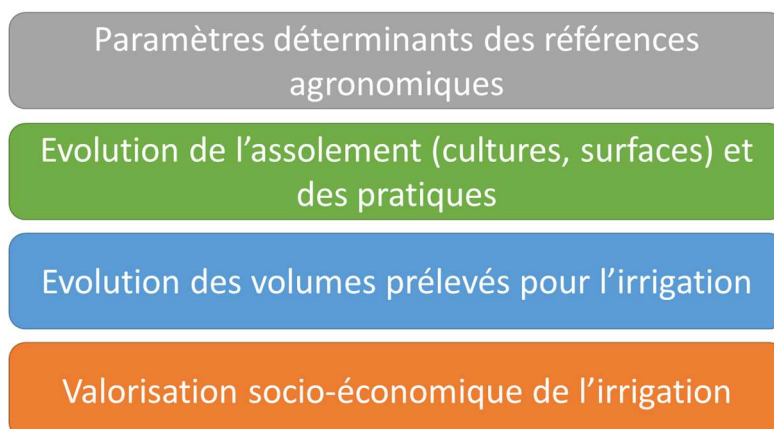 Paramètres déterminants des références
agronomiques
Evolution de l’assolement (cultures, surfaces) et
des pratiques
Evolution des volumes prélevés pour l’irrigation
Valorisation socio-économique de l’irrigation